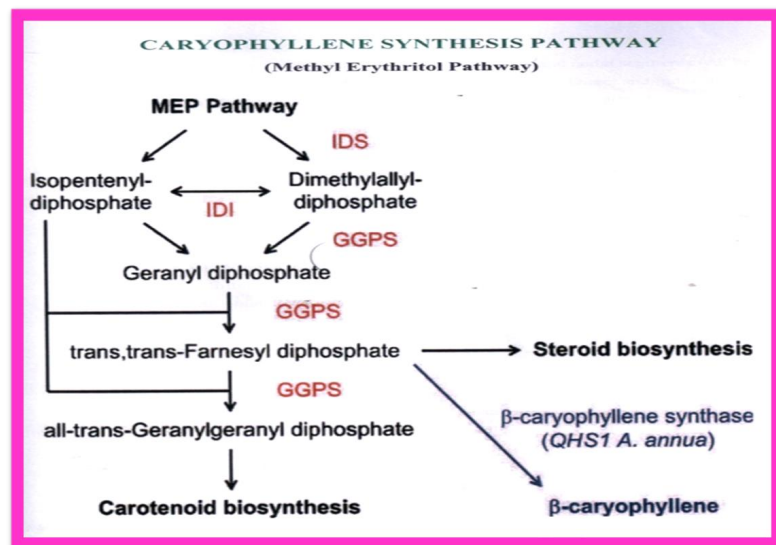 CARYOPHYLLENE SYNTHESIS PATHWAY
(Methyl Erythritol Pathway)
MEP Pathway
IDS
Isopentenyl-
diphosphate
IDI
Dimethylallyl-
diphosphate
GGPS
Geranyl diphosphate
GGPS
trans,trans-Farnesyl diphosphate
Steroid biosynthesis
GGPS
β-caryophyllene synthase
(QHS1 A. annua)
all-trans-Geranylgeranyl diphosphate
Carotenoid biosynthesis
β-caryophyllene